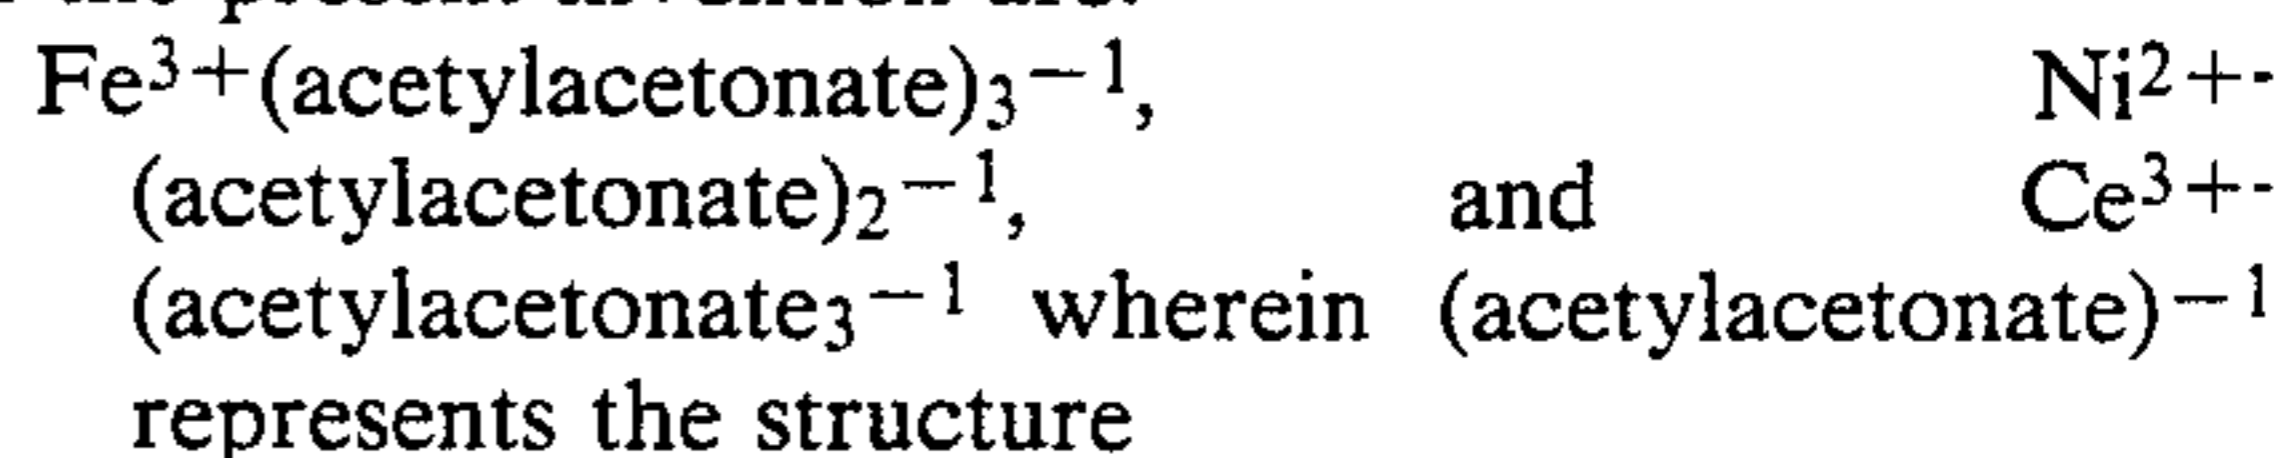 the present invention are:
Fe³⁺(acetylacetonate)₃⁻¹, Ni²⁺-
(acetylacetonate)₂⁻¹, and Ce³⁺-
(acetylacetonate₃⁻¹ wherein (acetylacetonate)⁻¹
represents the structure